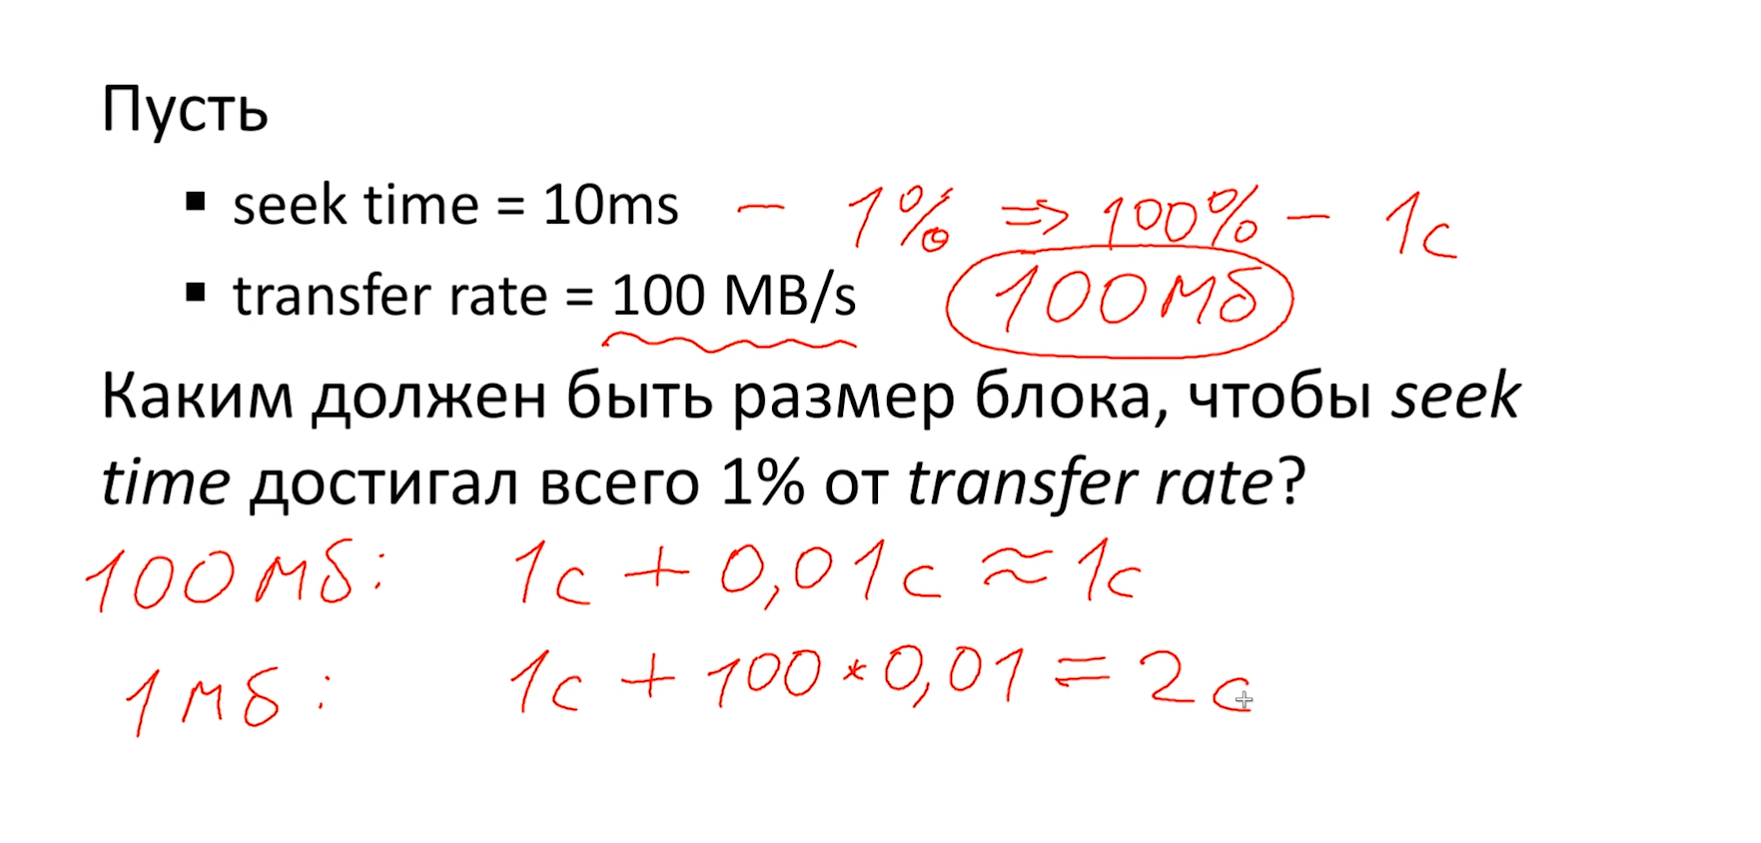 Пусть
▪ seek time = 10ms – 1% ⇒ 100% – 1с
▪ transfer rate = 100 MB/s 100Мб
Каким должен быть размер блока, чтобы seek
time достигал всего 1% от transfer rate?
100Мб: 1с + 0,01с ≈ 1с
1мб: 1с + 100*0,01 = 2с